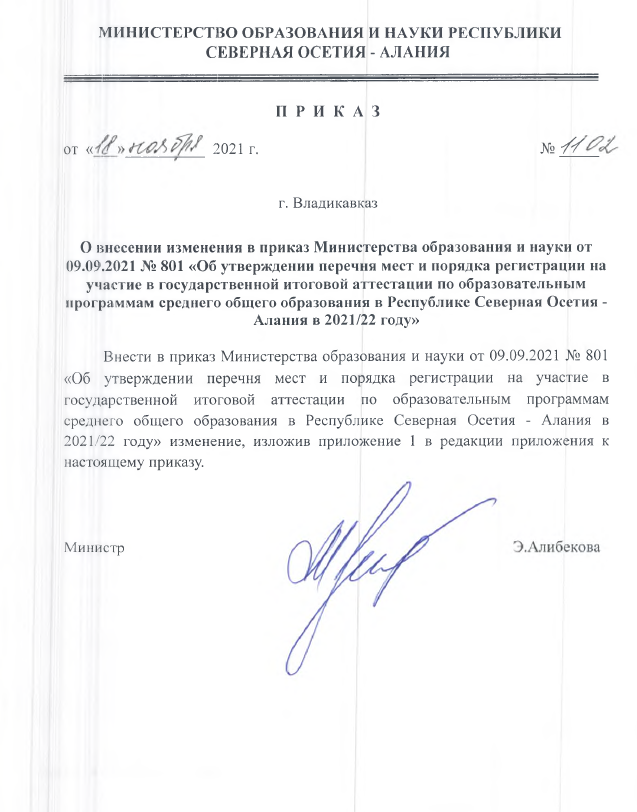 МИНИСТЕРСТВО ОБРАЗОВАНИЯ И НАУКИ РЕСПУБЛИКИ
СЕВЕРНАЯ ОСЕТИЯ - АЛАНИЯ
П Р И К А З
от «18» ноября 2021 г. № 1102
г. Владикавказ
О внесении изменения в приказ Министерства образования и науки от
09.09.2021 № 801 «Об утверждении перечня мест и порядка регистрации на
участие в государственной итоговой аттестации по образовательным
программам среднего общего образования в Республике Северная Осетия -
Алания в 2021/22 году»
Внести в приказ Министерства образования и науки от 09.09.2021 № 801
«Об утверждении перечня мест и порядка регистрации на участие в
государственной итоговой аттестации по образовательным программам
среднего общего образования в Республике Северная Осетия - Алания в
2021/22 году» изменение, изложив приложение 1 в редакции приложения к
настоящему приказу.
Министр Э.Алибекова